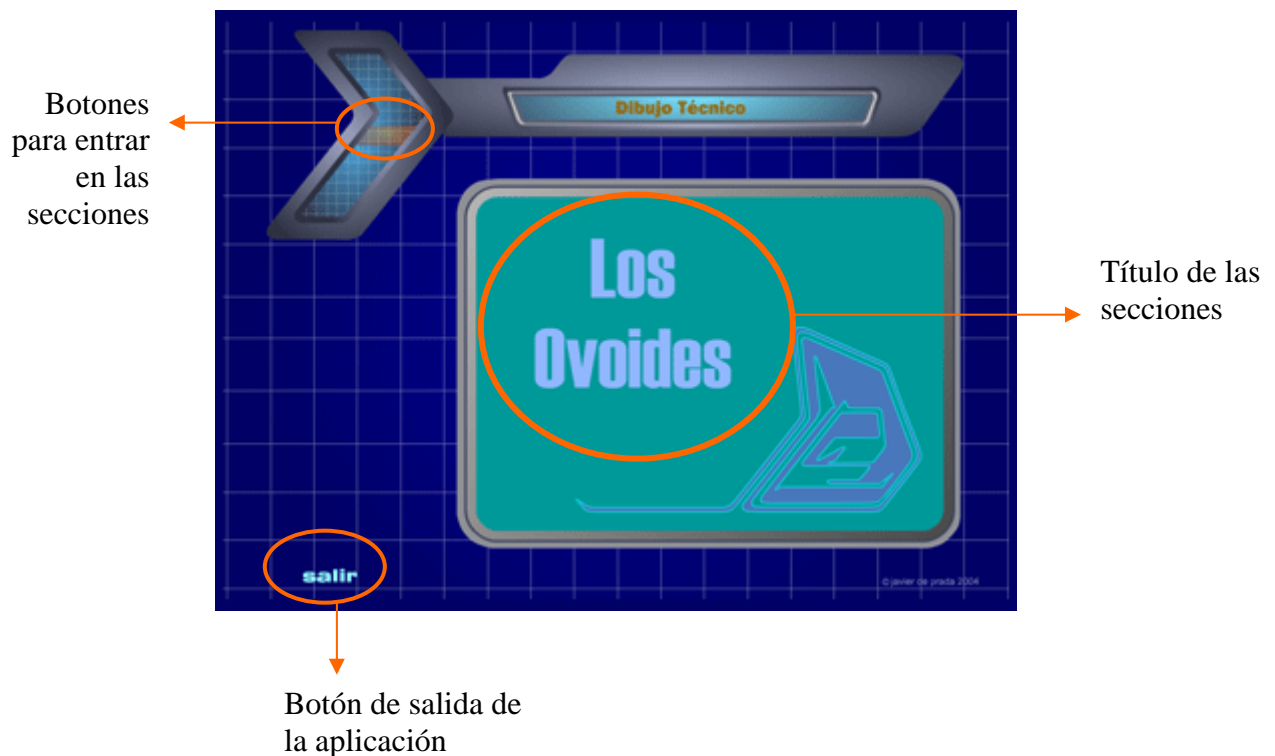 Dibujo Técnico
Botones
para entrar
en las
secciones
Los
Ovoides
Título de las
secciones
salir
© javier de prada 2004
Botón de salida de
la aplicación